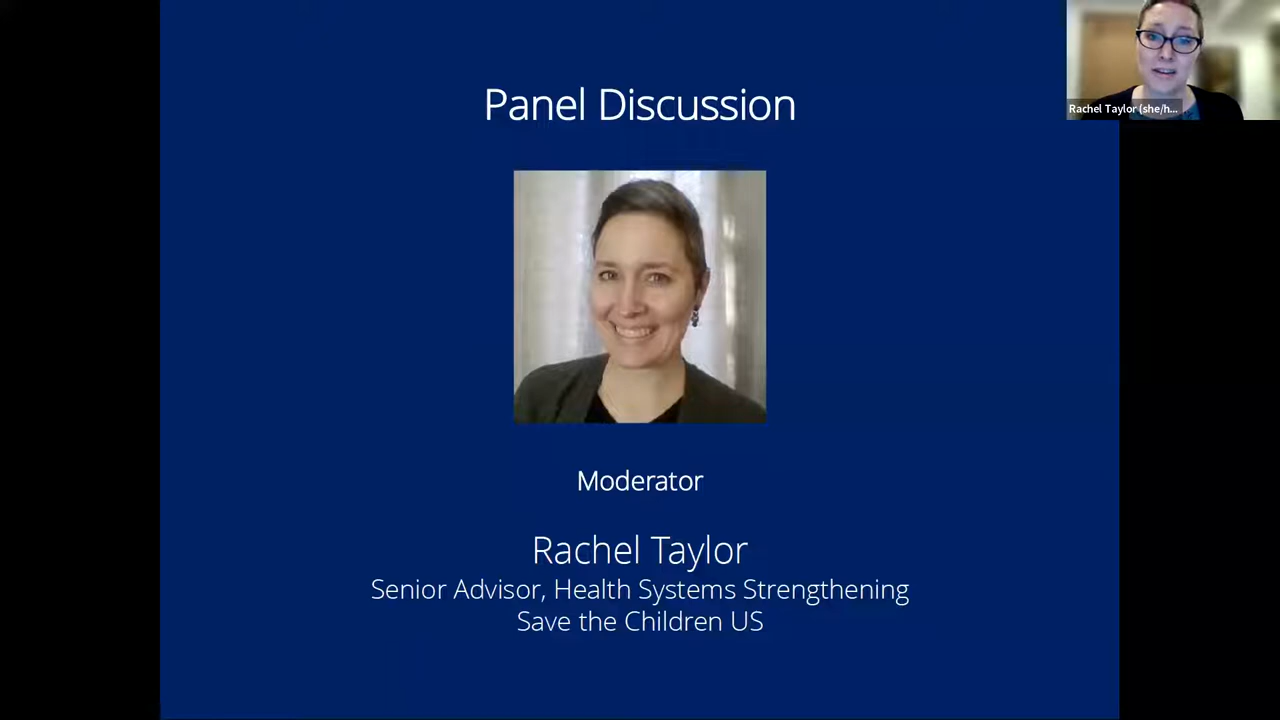 Panel Discussion
Rachel Taylor (she/h...
Moderator
Rachel Taylor
Senior Advisor, Health Systems Strengthening
Save the Children US